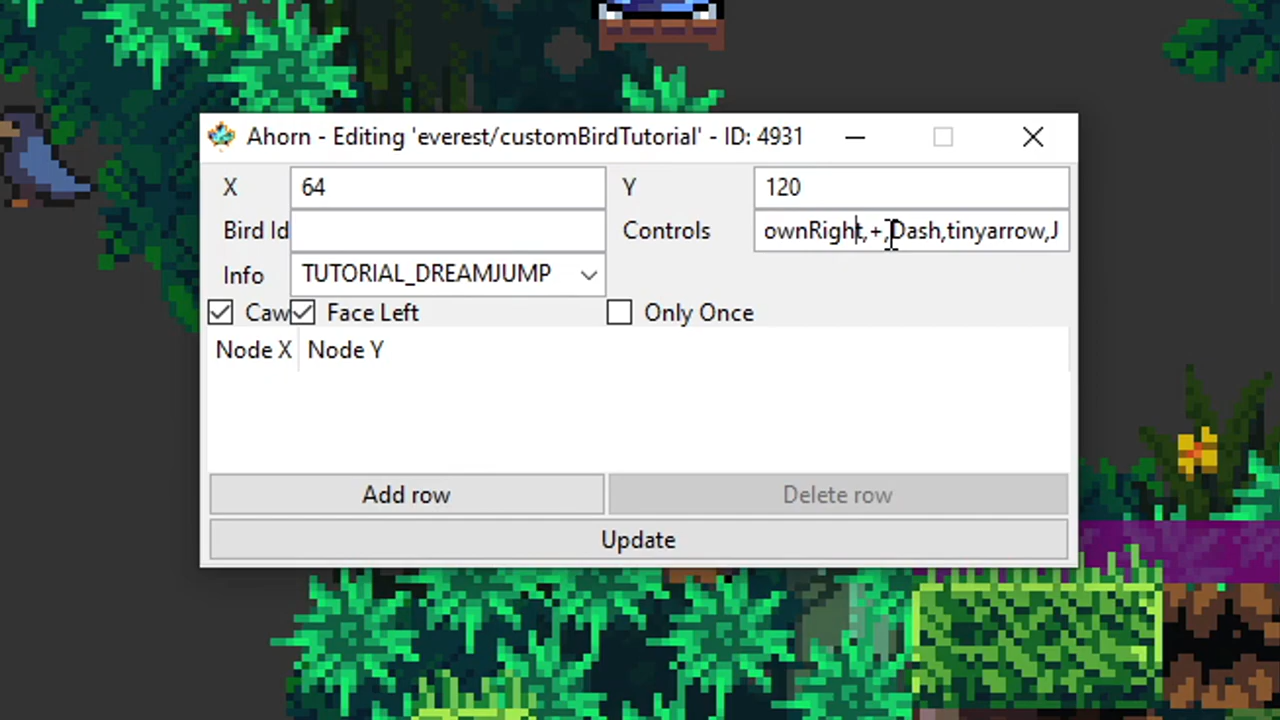 Ahorn - Editing 'everest/customBirdTutorial' - ID: 4931
X 64 Y 120
Bird Id Controls ownRight,+,Dash,tinyarrow,J
Info TUTORIAL_DREAMJUMP
Caw Face Left Only Once
Node X Node Y
Add row Delete row
Update